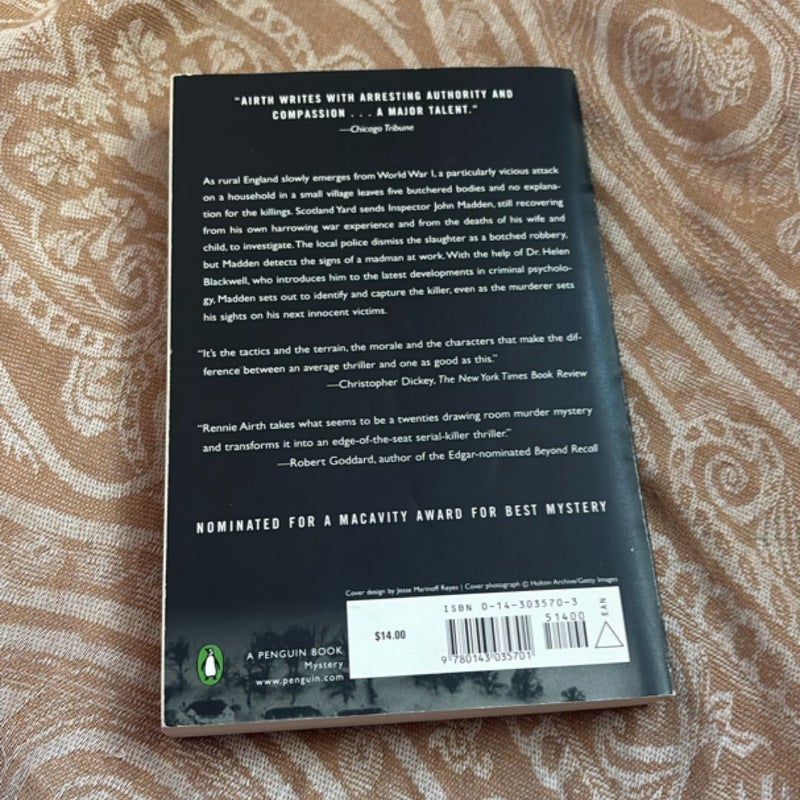 "AIRTH WRITES WITH ARRESTING AUTHORITY AND
COMPASSION . . . A MAJOR TALENT."
—Chicago Tribune
As rural England slowly emerges from World War I, a particularly vicious attack
on a household in a small village leaves five butchered bodies and no explana-
tion for the killings. Scotland Yard sends Inspector John Madden, still recovering
from his own harrowing war experience and from the deaths of his wife and
child, to investigate. The local police dismiss the slaughter as a botched robbery,
but Madden detects the signs of a madman at work. With the help of Dr. Helen
Blackwell, who introduces him to the latest developments in criminal psycholo-
gy, Madden sets out to identify and capture the killer, even as the murderer sets
his sights on his next innocent victims.
"It's the tactics and the terrain, the morale and the characters that make the dif-
ference between an average thriller and one as good as this."
—Christopher Dickey, The New York Times Book Review
"Rennie Airth takes what seems to be a twenties drawing room murder mystery
and transforms it into an edge-of-the-seat serial-killer thriller."
—Robert Goddard, author of the Edgar-nominated Beyond Recall
NOMINATED FOR A MACAVITY AWARD FOR BEST MYSTERY
Cover design by Jesse Marinoff Reyes | Cover photograph © Hulton Archive/Getty Images
A PENGUIN BOOK
Mystery
www.penguin.com
$14.00
ISBN 0-14-303570-3
51400
EAN
9 780143 035701